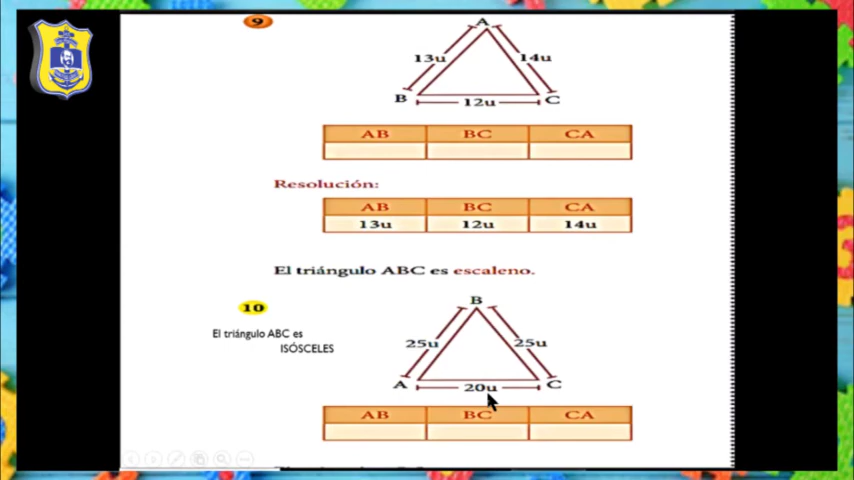 9
A
13u 14u
B 12u C
AB BC CA
Resolución:
AB BC CA
13u 12u 14u
El triángulo ABC es escaleno.
10
El triángulo ABC es
ISÓSCELES
B
25u 25u
A 20u C
AB BC CA